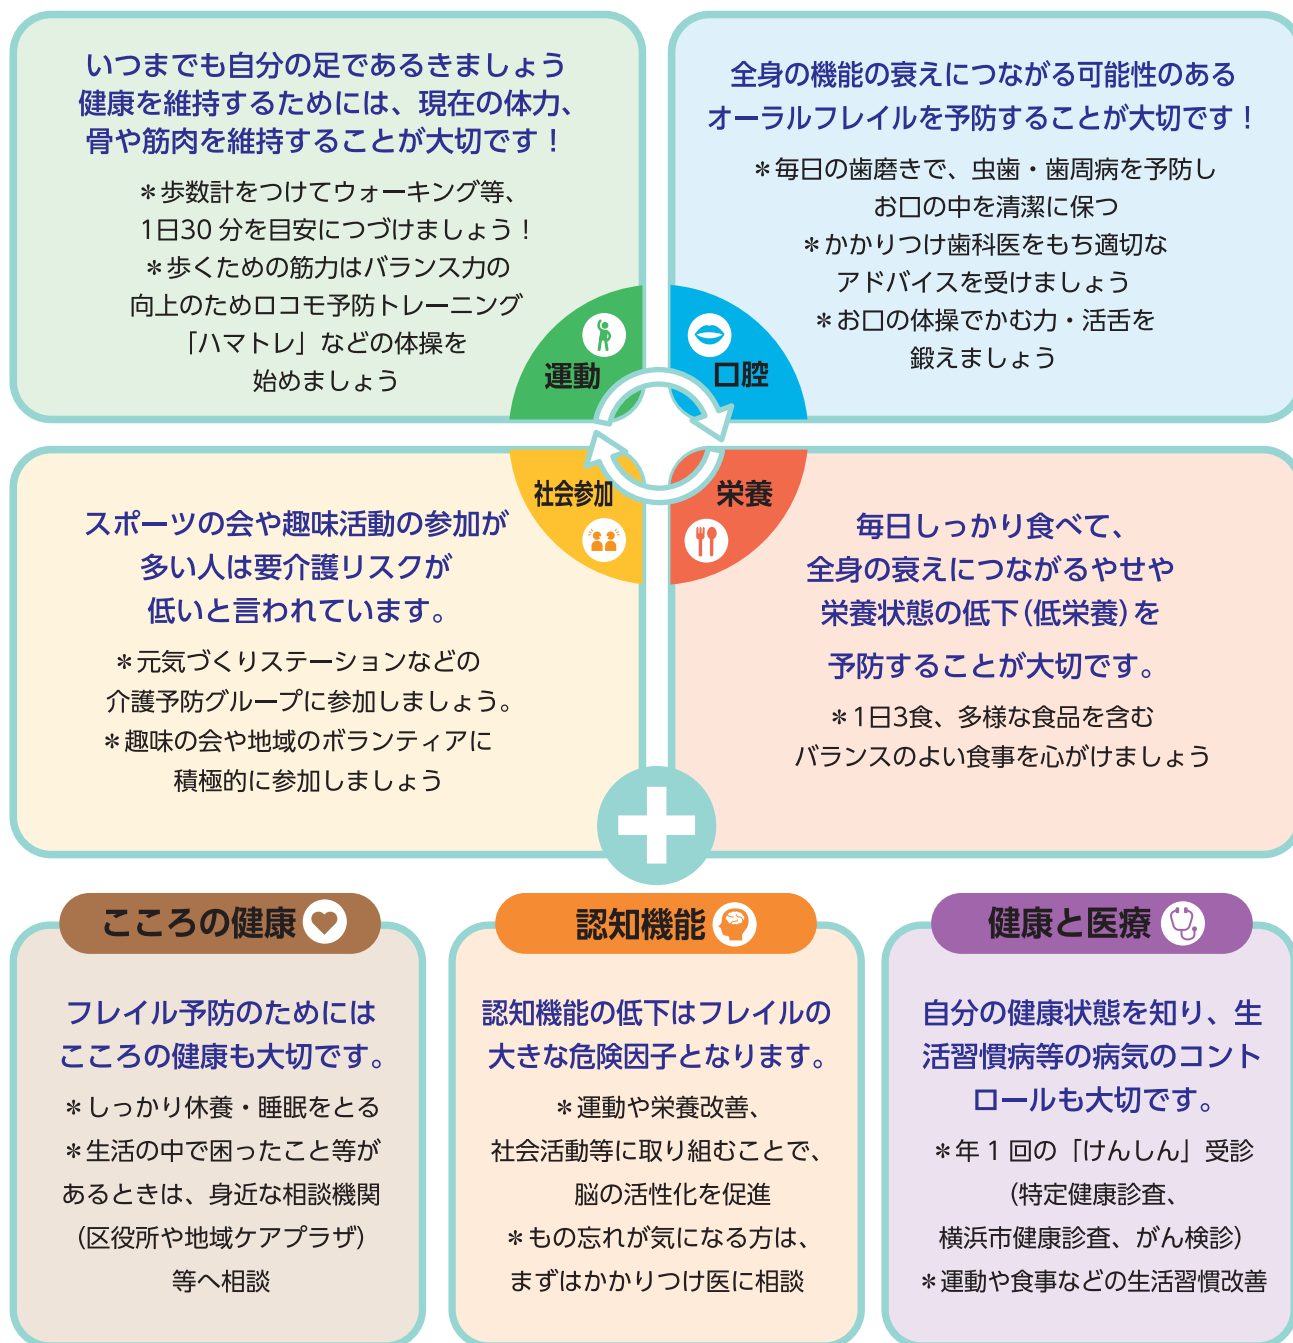 いつまでも自分の足であるきましょう
健康を維持するためには、現在の体力、
骨や筋肉を維持することが大切です！
＊歩数計をつけてウォーキング等、
1日30 分を目安につづけましょう！
＊歩くための筋力はバランス力の
向上のためロコモ予防トレーニング
「ハマトレ」などの体操を
始めましょう
運動
全身の機能の衰えにつながる可能性のある
オーラルフレイルを予防することが大切です！
＊毎日の歯磨きで、虫歯・歯周病を予防し
お口の中を清潔に保つ
＊かかりつけ歯科医をもち適切な
アドバイスを受けましょう
＊お口の体操でかむ力・活舌を
鍛えましょう
口腔
社会参加
スポーツの会や趣味活動の参加が
多い人は要介護リスクが
低いと言われています。
＊元気づくりステーションなどの
介護予防グループに参加しましょう。
＊趣味の会や地域のボランティアに
積極的に参加しましょう
栄養
毎日しっかり食べて、
全身の衰えにつながるやせや
栄養状態の低下（低栄養）を
予防することが大切です。
＊1日3食、多様な食品を含む
バランスのよい食事を心がけましょう
こころの健康
フレイル予防のためには
こころの健康も大切です。
＊しっかり休養・睡眠をとる
＊生活の中で困ったこと等が
あるときは、身近な相談機関
（区役所や地域ケアプラザ）
等へ相談
認知機能
認知機能の低下はフレイルの
大きな危険因子となります。
＊運動や栄養改善、
社会活動等に取り組むことで、
脳の活性化を促進
＊もの忘れが気になる方は、
まずはかかりつけ医に相談
健康と医療
自分の健康状態を知り、生
活習慣病等の病気のコント
ロールも大切です。
＊年 1 回の「けんしん」受診
（特定健康診査、
横浜市健康診査、がん検診）
＊運動や食事などの生活習慣改善